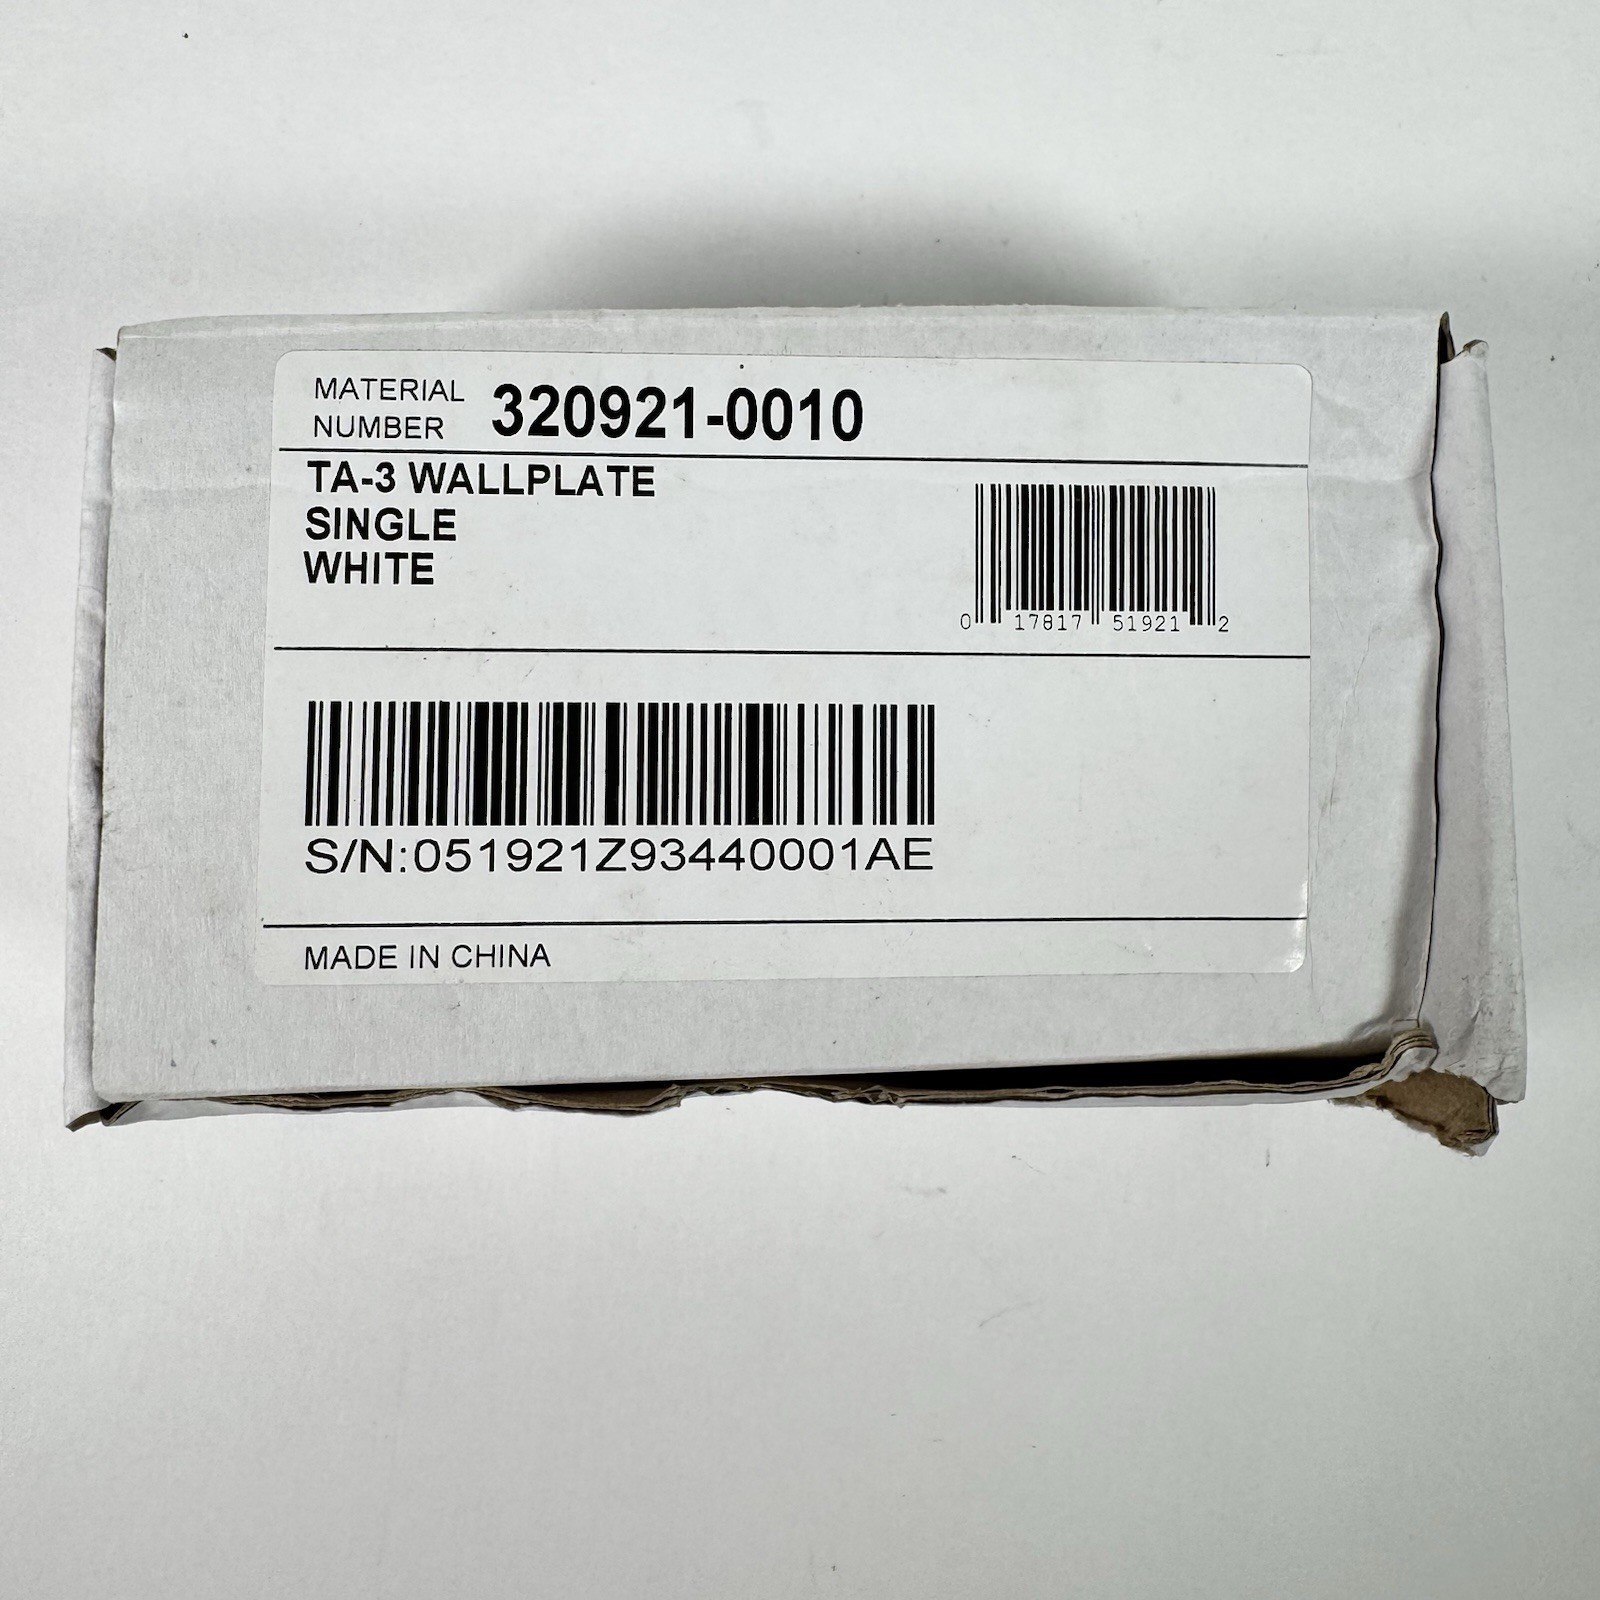 MATERIAL
NUMBER 320921-0010
TA-3 WALLPLATE
SINGLE
WHITE
0 17817 51921 2
S/N:051921Z93440001AE
MADE IN CHINA